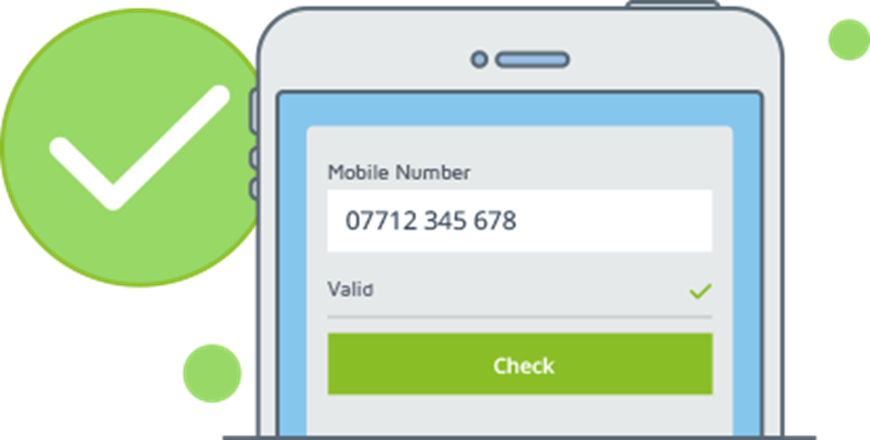 Mobile Number
07712 345 678
Valid
Check